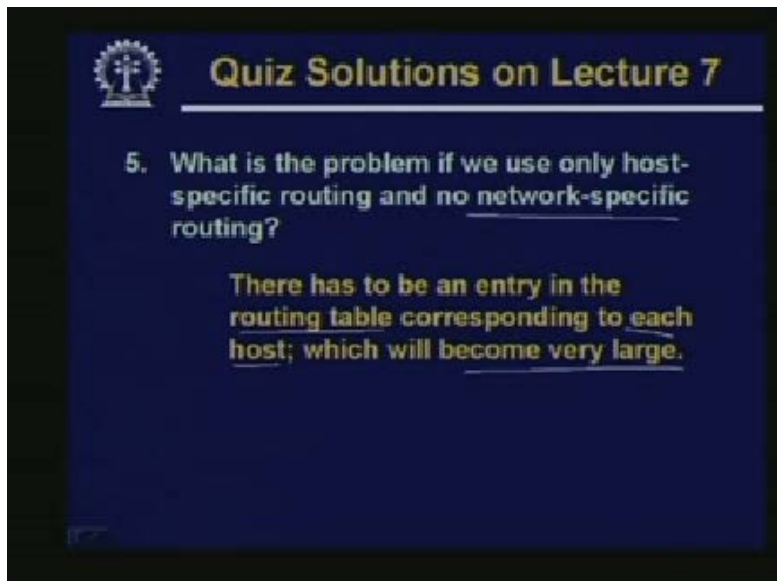 Quiz Solutions on Lecture 7
5. What is the problem if we use only host-
specific routing and no network-specific
routing?
There has to be an entry in the
routing table corresponding to each
host; which will become very large.